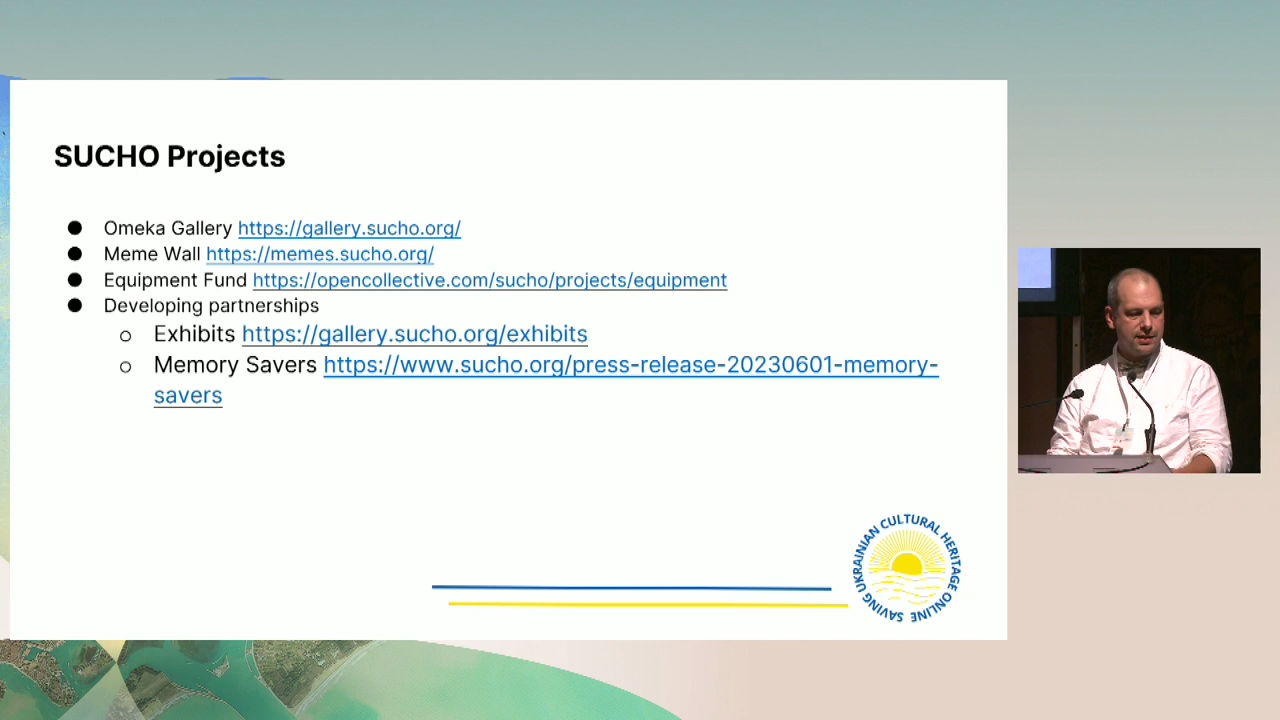 SUCHO Projects
● Omeka Gallery https://gallery.sucho.org/
● Meme Wall https://memes.sucho.org/
● Equipment Fund https://opencollective.com/sucho/projects/equipment
● Developing partnerships
○ Exhibits https://gallery.sucho.org/exhibits
○ Memory Savers https://www.sucho.org/press-release-20230601-memory-
savers
SAVING UKRAINIAN CULTURAL HERITAGE ONLINE